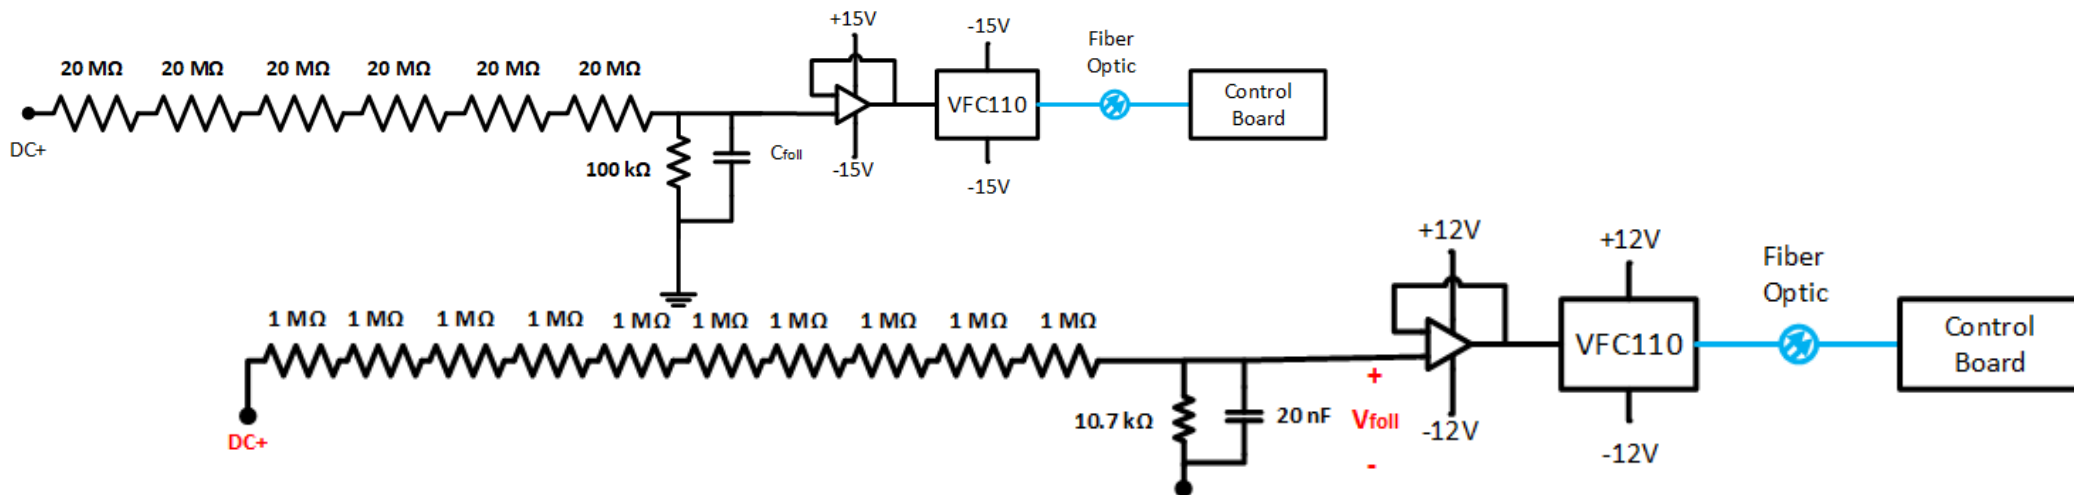 +15V
-15V
Fiber
Optic
20 MΩ 20 MΩ 20 MΩ 20 MΩ 20 MΩ 20 MΩ
VFC110
Control
Board
DC+
100 kΩ
Cfoll
-15V
-15V
+12V
+12V
Fiber
Optic
1 MΩ 1 MΩ 1 MΩ 1 MΩ 1 MΩ 1 MΩ 1 MΩ 1 MΩ 1 MΩ 1 MΩ
VFC110
Control
Board
DC+
+
10.7 kΩ
20 nF
Vfoll
-
-12V
-12V